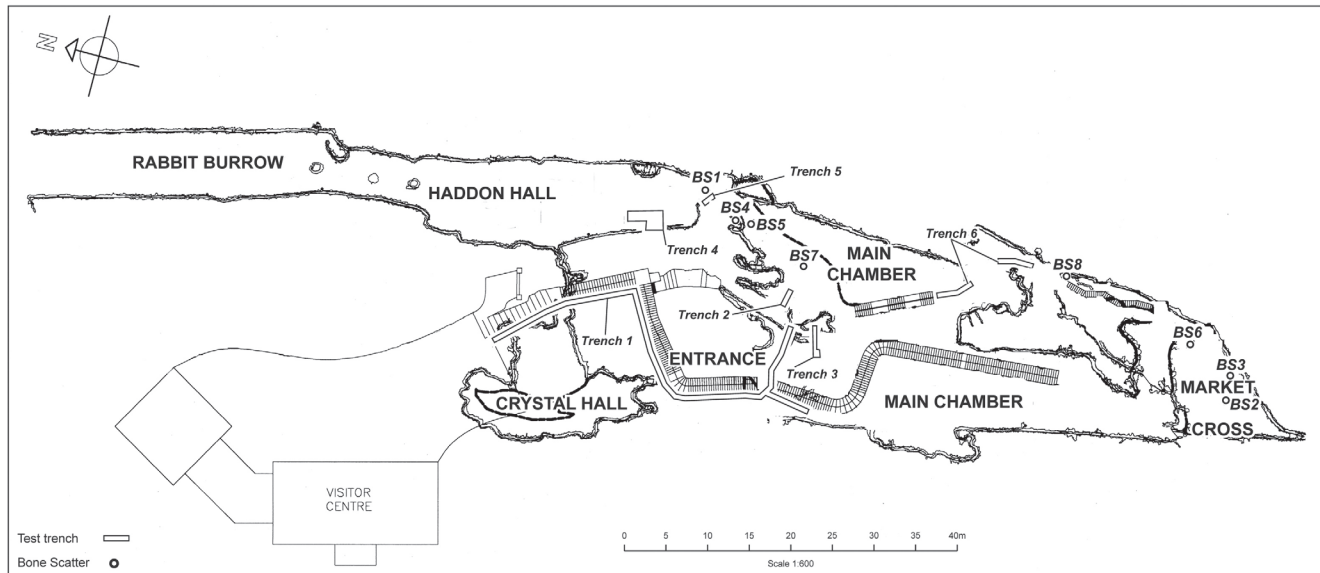 N
RABBIT BURROW
HADDON HALL
BS1
Trench 5
BS4
BS5
Trench 4
BS7
MAIN
CHAMBER
Trench 6
BS8
Trench 2
Trench 1
ENTRANCE
Trench 3
BS6
BS3
MARKET
BS2
CROSS
CRYSTAL HALL
MAIN CHAMBER
VISITOR
CENTRE
Test trench
Bone Scatter
0 5 10 15 20 25 30 35 40m
Scale 1:600